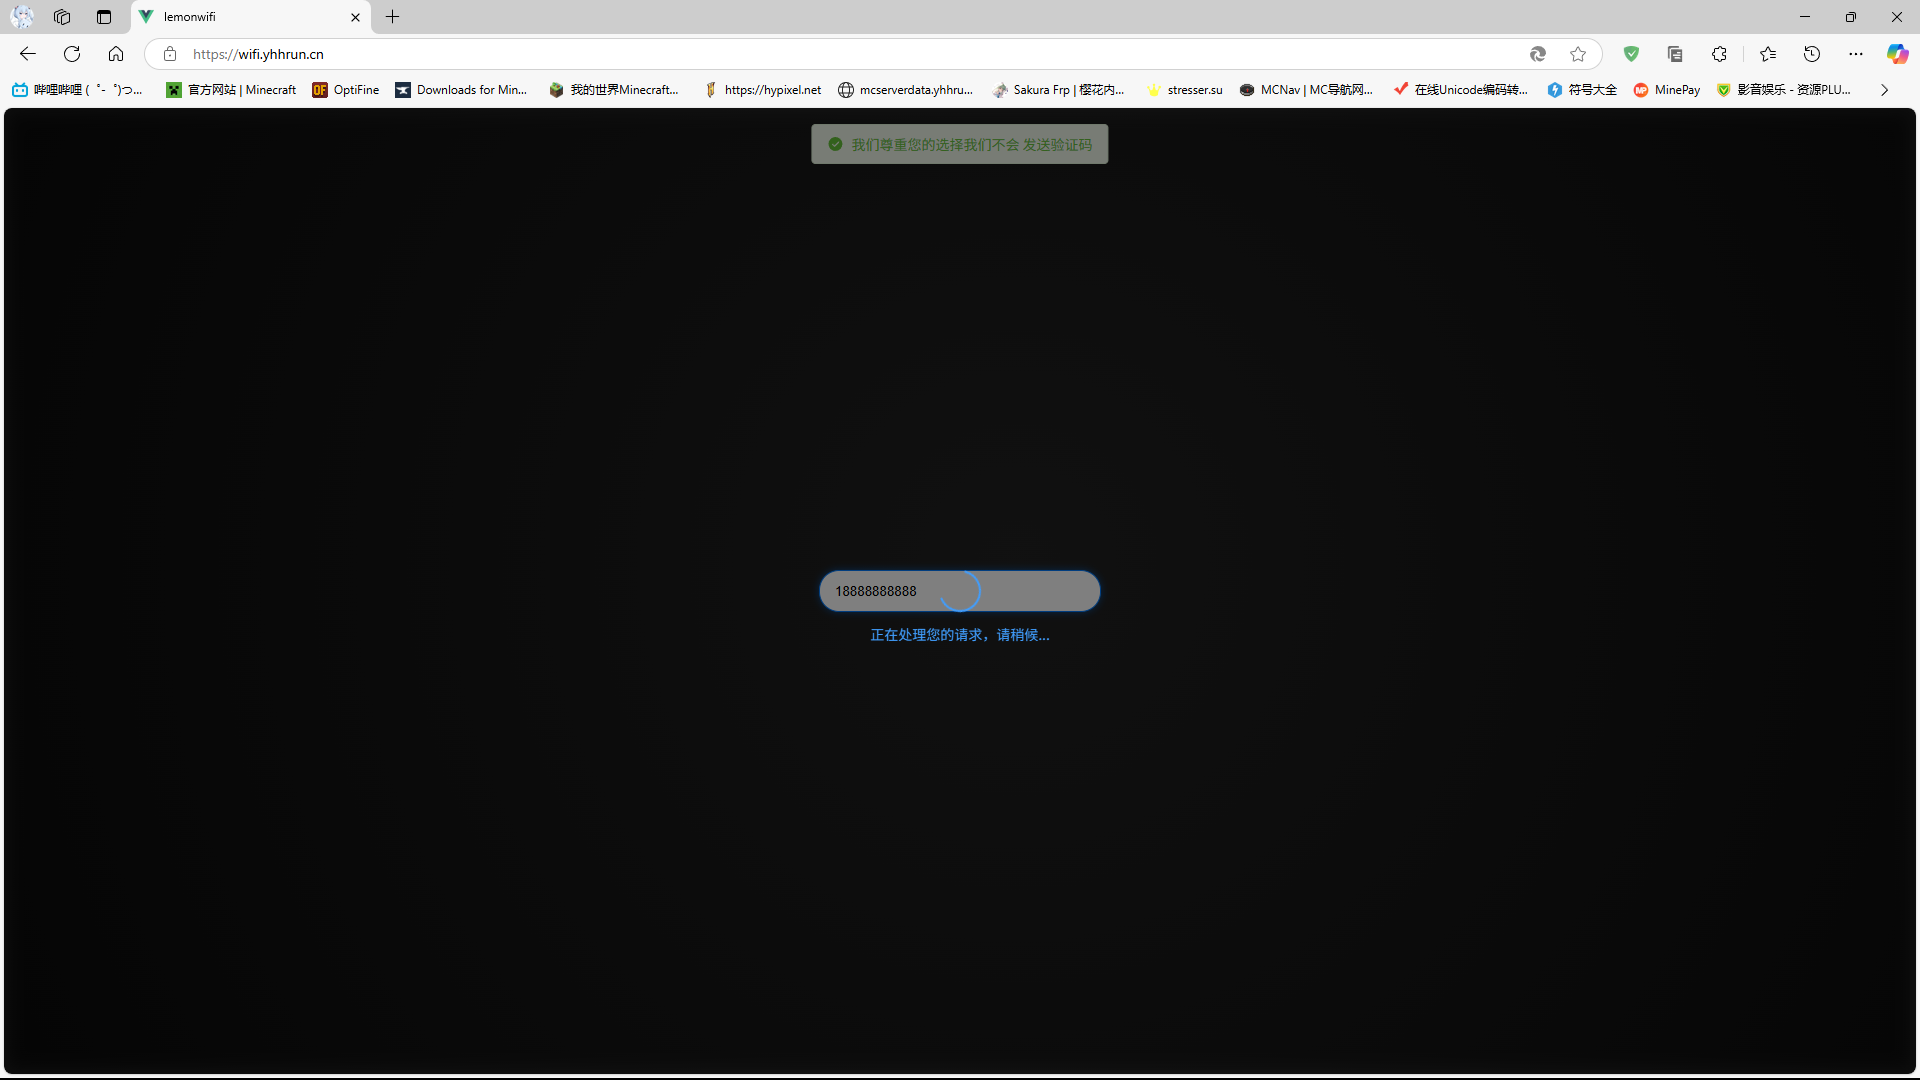 lemonwifi
https://wifi.yhhrun.cn
哔哩哔哩 (゜-゜)つ... 官方网站 | Minecraft OptiFine Downloads for Min... 我的世界Minecraft... https://hypixel.net mcserverdata.yhhru... Sakura Frp | 樱花内... stresser.su MCNav | MC导航网... 在线Unicode编码转... 符号大全 MinePay 影音娱乐 - 资源PLU...
我们尊重您的选择我们不会 发送验证码
18888888888
正在处理您的请求，请稍候...